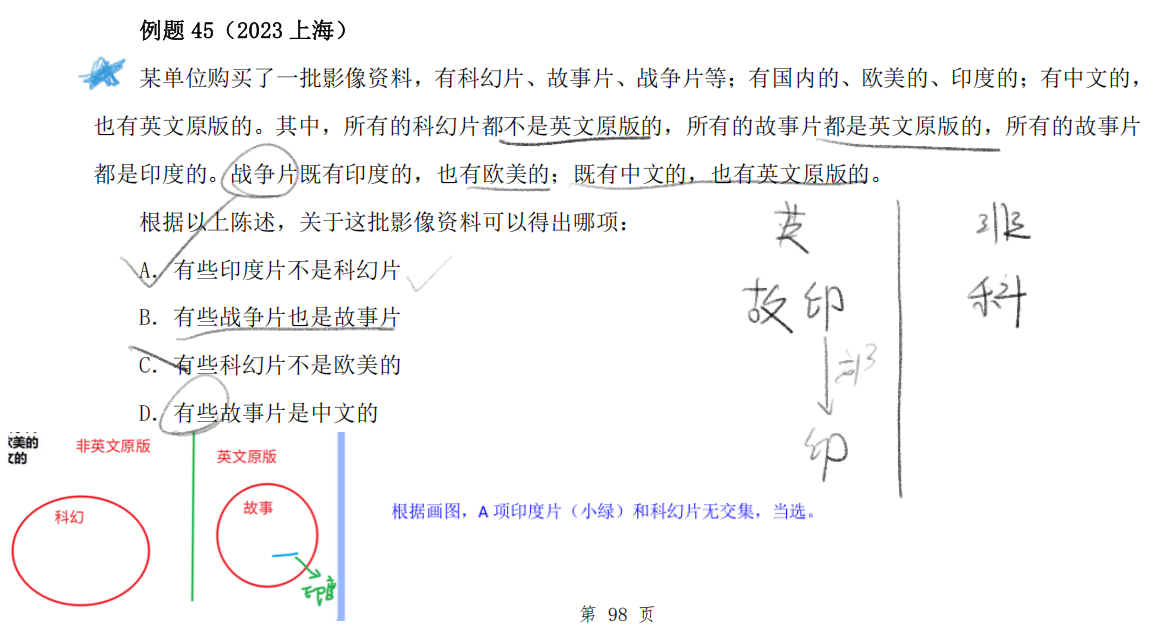 例题 45（2023 上海）
某单位购买了一批影像资料，有科幻片、故事片、战争片等；有国内的、欧美的、印度的；有中文的，
也有英文原版的。其中，所有的科幻片都不是英文原版的，所有的故事片都是英文原版的，所有的故事片
都是印度的。战争片既有印度的，也有欧美的；既有中文的，也有英文原版的。
根据以上陈述，关于这批影像资料可以得出哪项：
A. 有些印度片不是科幻片
B. 有些战争片也是故事片
C. 有些科幻片不是欧美的
D. 有些故事片是中文的
英 非
故 印 科
印
欧美的
文的
非英文原版
英文原版
科幻
故事
印度
根据画图，A 项印度片（小绿）和科幻片无交集，当选。
第 98 页